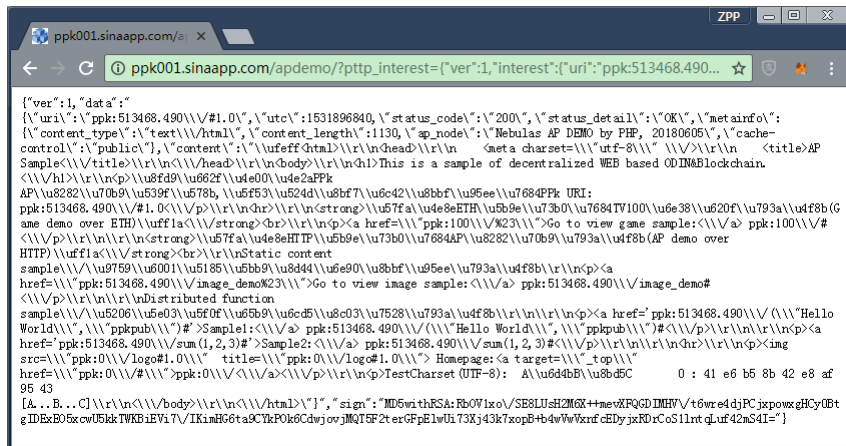 ZPP
ppk001.sinaapp.com/ap
ppk001.sinaapp.com/apdemo/?pttp_interest={"ver":1,"interest":{"uri":"ppk:513468.490...
{"ver":1,"data":"
{\"uri\":\"ppk:513468.490\\\/#1.0\",\"utc\":1531896840,\"status_code\":\"200\",\"status_detail\":\"OK\",\"metainfo\":
{\"content_type\":\"text\\\/html\",\"content_length\":1130,\"ap_node\":\"Nebulas AP DEMO by PHP, 20180605\",\"cache-
control\":\"public\"},\"content\":\"\\ufeff<html>\\r\\n<head>\\r\\n    <meta charset=\\\"utf-8\\\" \\\/>\\r\\n    <title>AP
Sample<\\\/title>\\r\\n<\\\/head>\\r\\n<body>\\r\\n<h1>This is a sample of decentralized WEB based ODIN&Blockchain.
<\\\/h1>\\r\\n<p>\\u8fd9\\u662f\\u4e00\\u4e2aPPk
AP\\u8282\\u70b9\\u539f\\u578b,\\u5f53\\u524d\\u8bf7\\u6c42\\u8bbf\\u95ee\\u7684PPk URI:
ppk:513468.490\\\/#1.0<\\\/p>\\r\\n<hr>\\r\\n<strong>\\u57fa\\u4e8eETH\\u5b9e\\u73b0\\u7684TV100\\u6e38\\u620f\\u793a\\u4f8b(G
ame demo over ETH)\\uff1a<\\\/strong><br>\\r\\n<p><a href=\\\"ppk:100\\\/%23\\\">Go to view game sample:<\\\/a> ppk:100\\\/#
<\\\/p>\\r\\n\\r\\n<strong>\\u57fa\\u4e8eHTTP\\u5b9e\\u73b0\\u7684AP\\u8282\\u70b9\\u793a\\u4f8b(AP demo over
HTTP)\\uff1a<\\\/strong><br>\\r\\nStatic content
sample\\\/\\u9759\\u6001\\u5185\\u5bb9\\u8d44\\u6e90\\u8bbf\\u95ee\\u793a\\u4f8b\\r\\n<p><a
href=\\\"ppk:513468.490\\\/image_demo%23\\\">Go to view image sample:<\\\/a> ppk:513468.490\\\/image_demo#
<\\\/p>\\r\\n\\r\\nDistributed function
sample\\\/\\u5206\\u5e03\\u5f0f\\u65b9\\u6cd5\\u8c03\\u7528\\u793a\\u4f8b\\r\\n\\r\\n<p><a href='ppk:513468.490\\\/(\\\"Hello
World\\\",\\\"ppkpub\\\")#'>Sample1:<\\\/a> ppk:513468.490\\\/(\\\"Hello World\\\",\\\"ppkpub\\\")#<\\\/p>\\r\\n\\r\\n<p><a
href='ppk:513468.490\\\/sum(1,2,3)#'>Sample2:<\\\/a> ppk:513468.490\\\/sum(1,2,3)#<\\\/p>\\r\\n\\r\\n<hr>\\r\\n<p><img
src=\\\"ppk:0\\\/logo#1.0\\\" title=\\\"ppk:0\\\/logo#1.0\\\"> Homepage:<a target=\\\"_top\\\"
href=\\\"ppk:0\\\/#\\\">ppk:0\\\/<\\\/a><\\\/p>\\r\\n<p>TestCharset(UTF-8):  A\\u6d4bB\\u8bd5C      0 : 41 e6 b5 8b 42 e8 af
95 43
[A...B...C]\\r\\n<\\\/body>\\r\\n<\\\/html>\"}","sign":"MD5withRSA:RbOV1xo\/SE8LUsH2M6X++mevXFQGDIMHV\/t6wre4djPCjxpowxgHCy0Bt
gIDExEO5xcwU5kkTWKBiEVi7\/IKimHG6ta9CYkPOk6CdwjovjMQT5F2terGFpElwUi73Xj43k7xopB+b4wVwVxnfcEDyjxRDrCoS1lntqLuf42mS4I="}